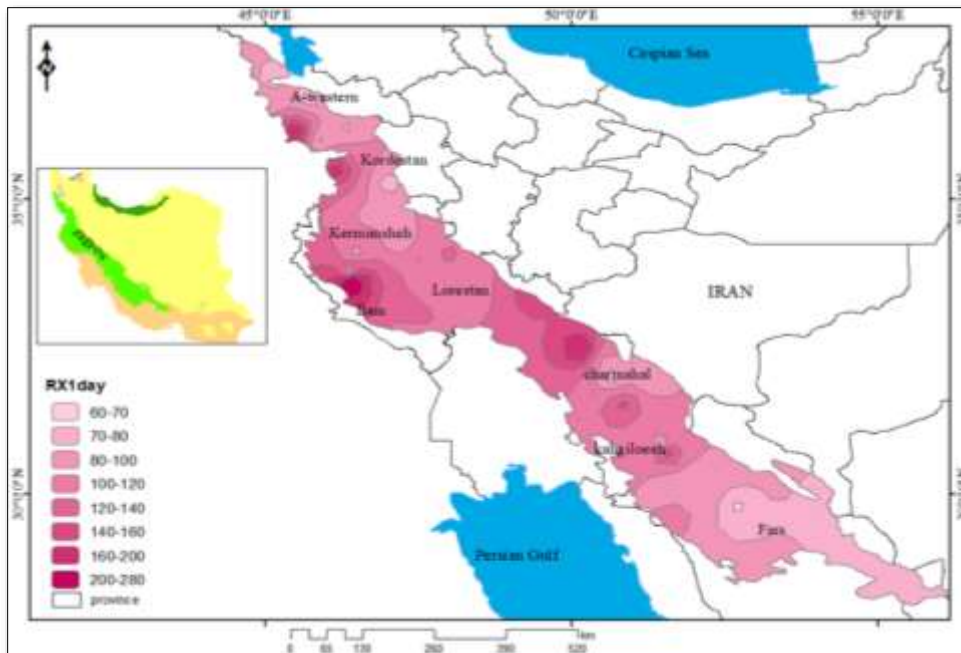 45°0'0"E
50°0'0"E
55°0'0"E
Caspian Sea
A-western
Kordestan
35°0'0"N
Kermanshah
IRAN
Lorestan
Ilam
charmahal
RX1day
60-70
70-80
80-100
100-120
120-140
140-160
160-200
200-280
province
30°0'0"N
Fars
Persian Gulf
km
0 65 130 260 390 520